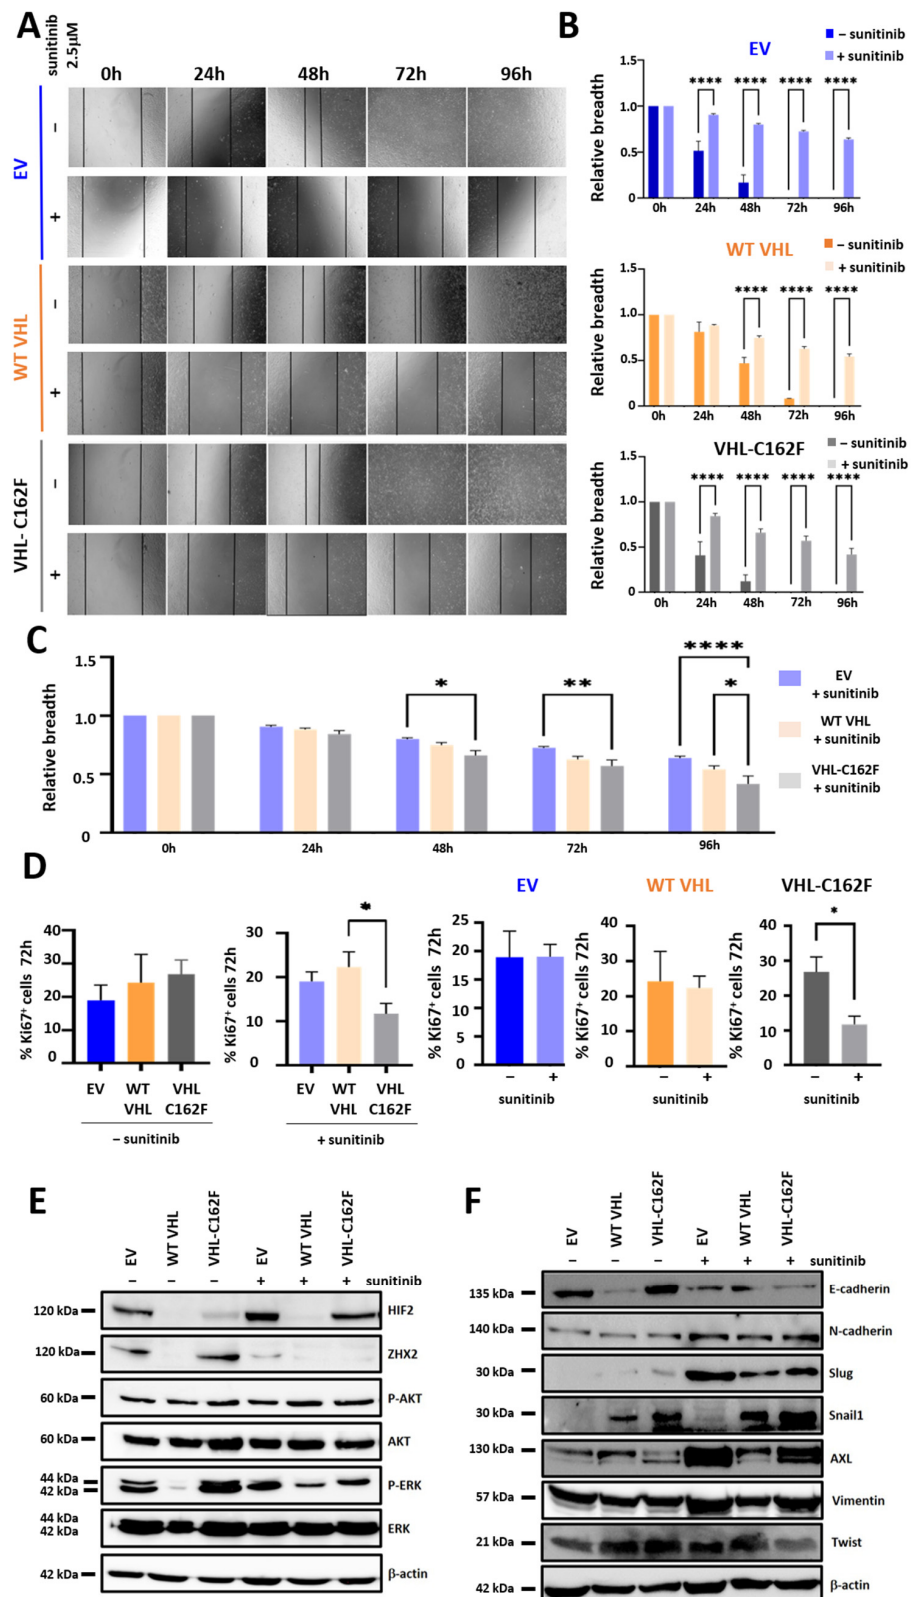 A
sunitinib
2.5μM
0h 24h 48h 72h 96h
EV
–
+
WT VHL
–
+
VHL- C162F
–
+
B
EV
– sunitinib
+ sunitinib
Relative breadth
1.5
1.0
0.5
0
**** **** **** ****
0h 24h 48h 72h 96h
WT VHL
– sunitinib
+ sunitinib
Relative breadth
1.5
1.0
0.5
0
**** **** ****
0h 24h 48h 72h 96h
VHL-C162F
– sunitinib
+ sunitinib
Relative breadth
1.5
1.0
0.5
0
**** **** **** ****
0h 24h 48h 72h 96h
C
Relative breadth
1.5
1.0
0.5
0
* ** **** *
0h 24h 48h 72h 96h
EV
+ sunitinib
WT VHL
+ sunitinib
VHL-C162F
+ sunitinib
D
% Ki67+ cells 72h
40
30
20
10
0
EV WT VHL
VHL C162F
– sunitinib
% Ki67+ cells 72h
30
20
10
0
*
EV WT VHL
VHL C162F
+ sunitinib
EV
% Ki67+ cells 72h
25
20
15
10
5
0
– +
sunitinib
WT VHL
% Ki67+ cells 72h
40
30
20
10
0
– +
sunitinib
VHL-C162F
% Ki67+ cells 72h
40
30
20
10
0
*
– +
sunitinib
E
EV WT VHL VHL-C162F EV WT VHL VHL-C162F
– – – + + + sunitinib
120 kDa HIF2
120 kDa ZHX2
60 kDa P-AKT
60 kDa AKT
44 kDa
42 kDa P-ERK
44 kDa
42 kDa ERK
42 kDa β-actin
F
EV WT VHL VHL-C162F EV WT VHL VHL-C162F
– – – + + + sunitinib
135 kDa E-cadherin
140 kDa N-cadherin
30 kDa Slug
30 kDa Snail1
130 kDa AXL
57 kDa Vimentin
21 kDa Twist
42 kDa β-actin